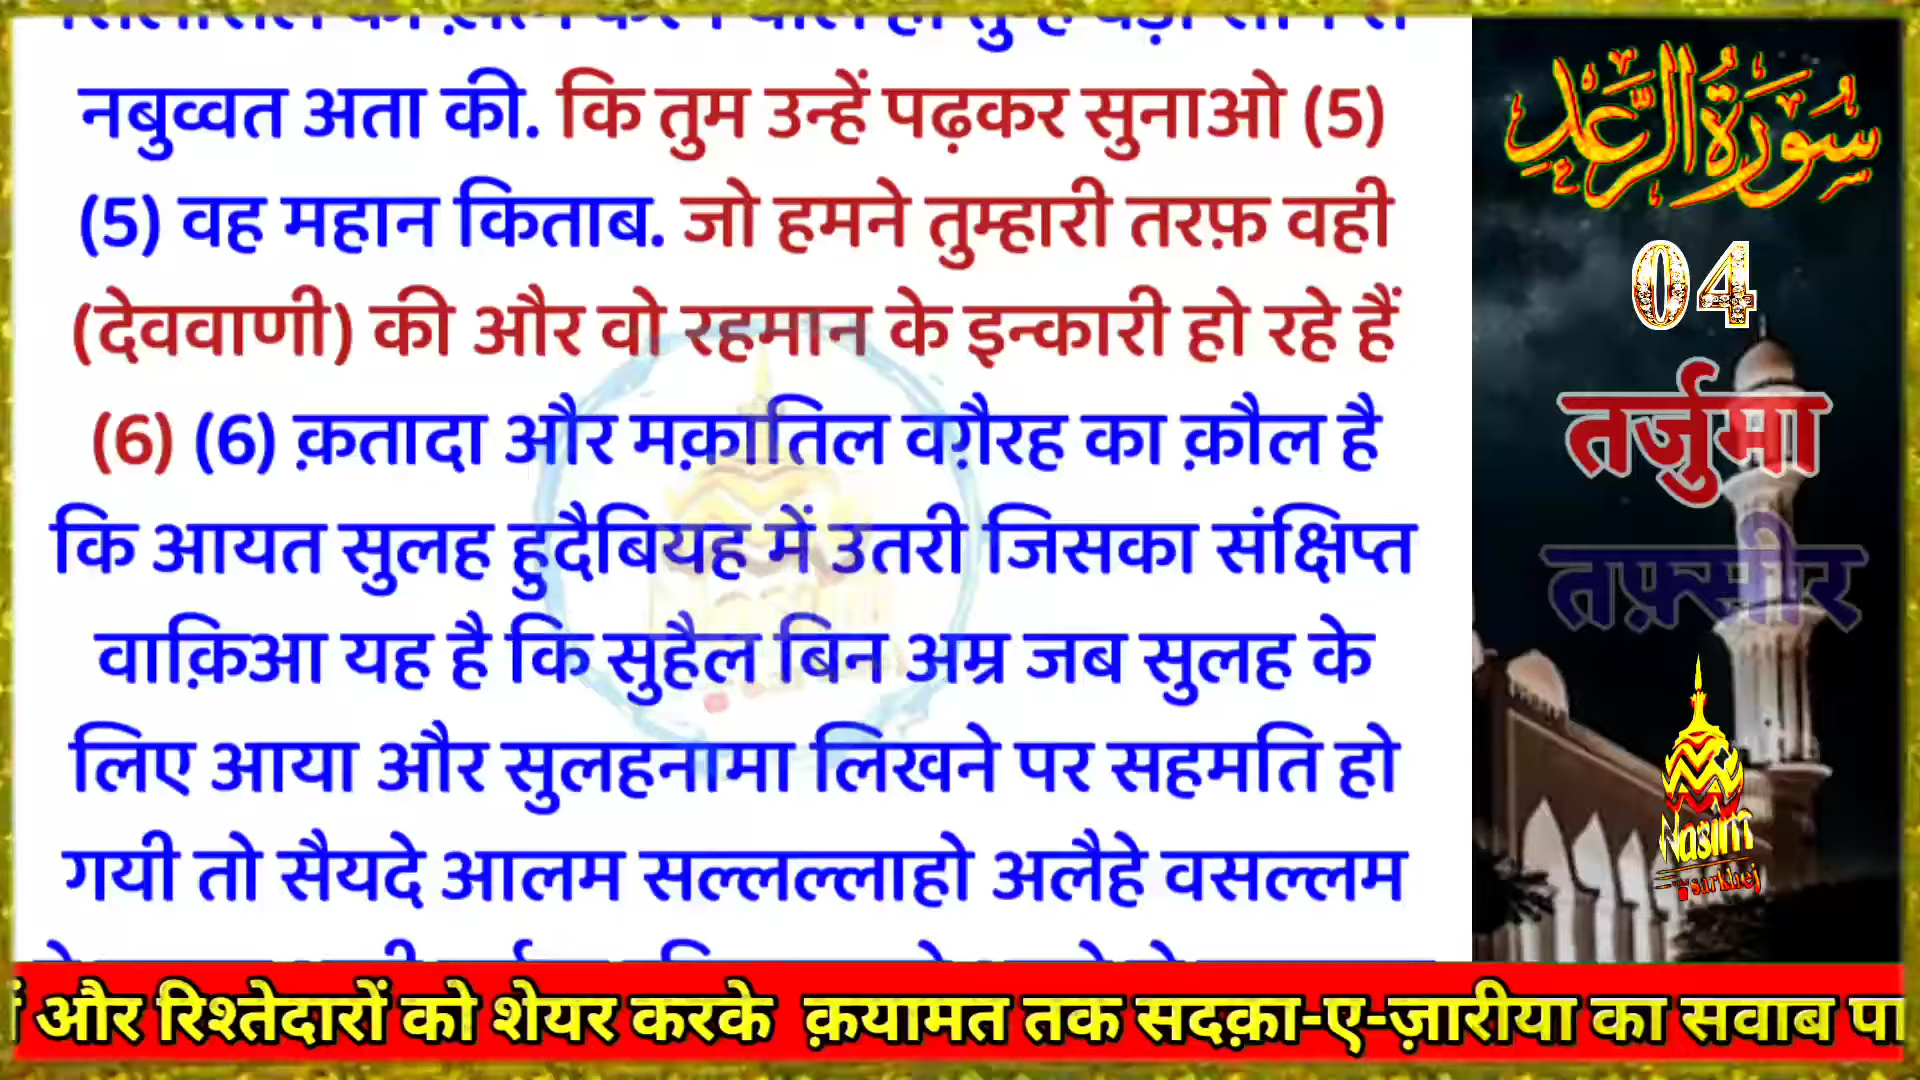 नबुव्वत अता की. कि तुम उन्हें पढ़कर सुनाओ (5)
(5) वह महान किताब. जो हमने तुम्हारी तरफ़ वही
(देववाणी) की और वो रहमान के इन्कारी हो रहे हैं
(6) (6) क़तादा और मक़ातिल वग़ैरह का क़ौल है
कि आयत सुलह हुदैबियह में उतरी जिसका संक्षिप्त
वाक़िआ यह है कि सुहैल बिन अम्र जब सुलह के
लिए आया और सुलहनामा लिखने पर सहमति हो
गयी तो सैयदे आलम सल्लल्लाहो अलैहे वसल्लम
سُوْرَةُ الرَّعْدِ
04
तर्जुमा
तफ़्सीर
Nasim
sarkhej
और रिश्तेदारों को शेयर करके क़यामत तक सदक़ा-ए-ज़ारीया का सवाब पा